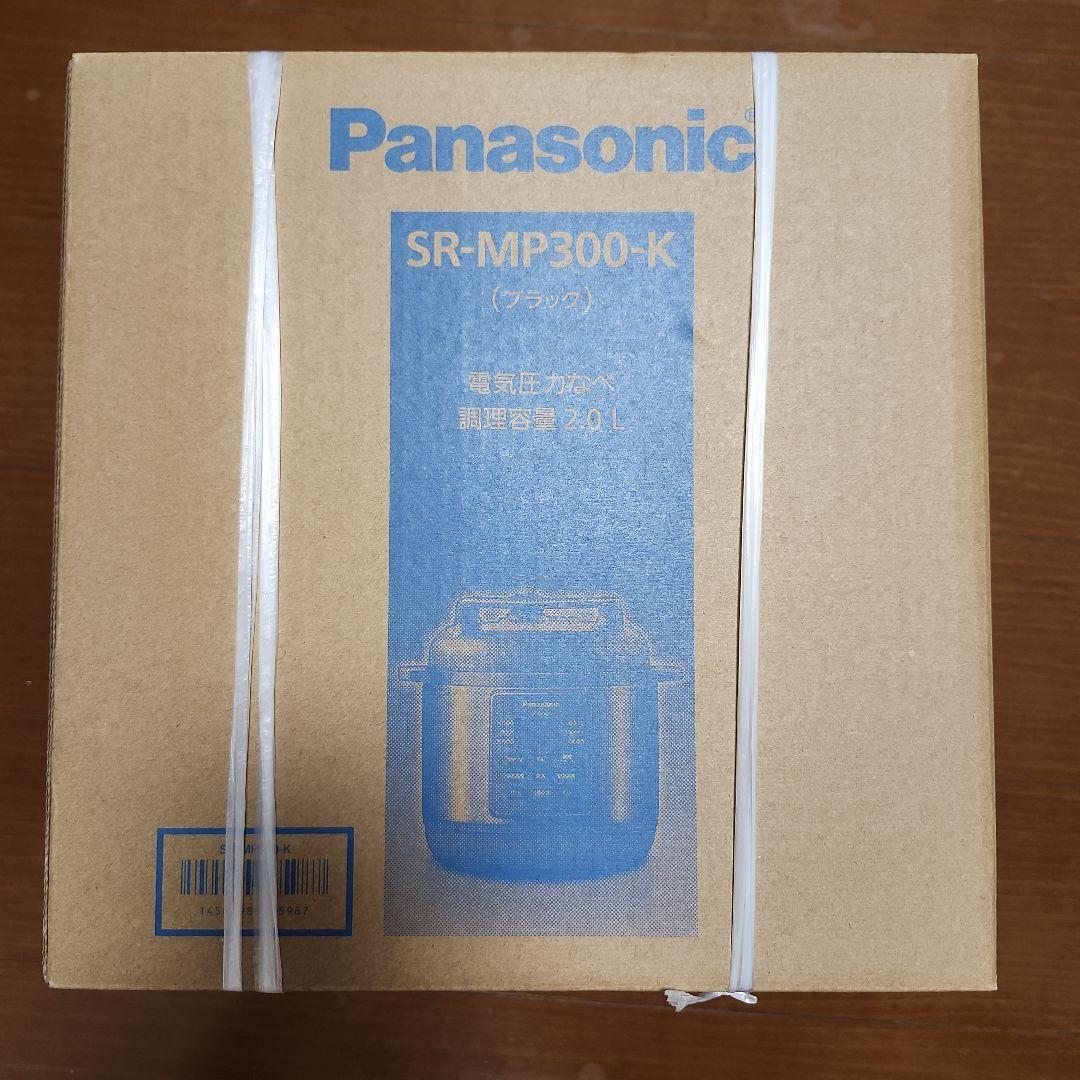 Panasonic®
SR-MP300-K
(ブラック)
電気圧力なべ
調理容量2.0L
Panasonic